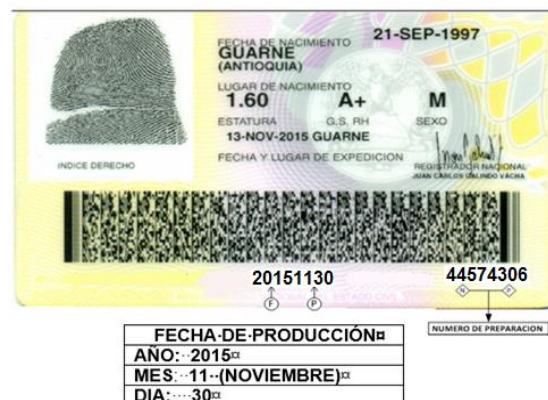 21-SEP-1997
FECHA DE NACIMIENTO
GUARNE
(ANTIOQUIA)
LUGAR DE NACIMIENTO
1.60 A+ M
ESTATURA G.S. RH SEXO
13-NOV-2015 GUARNE
FECHA Y LUGAR DE EXPEDICION
REGISTRADOR NACIONAL
JUAN CARLOS GALINDO VÁCHA
INDICE DERECHO
20151130 44574306
F P N P
NUMERO DE PREPARACION
FECHA·DE·PRODUCCIÓN¤
AÑO:··2015¤
MES:··11··(NOVIEMBRE)¤
DIA:····30¤